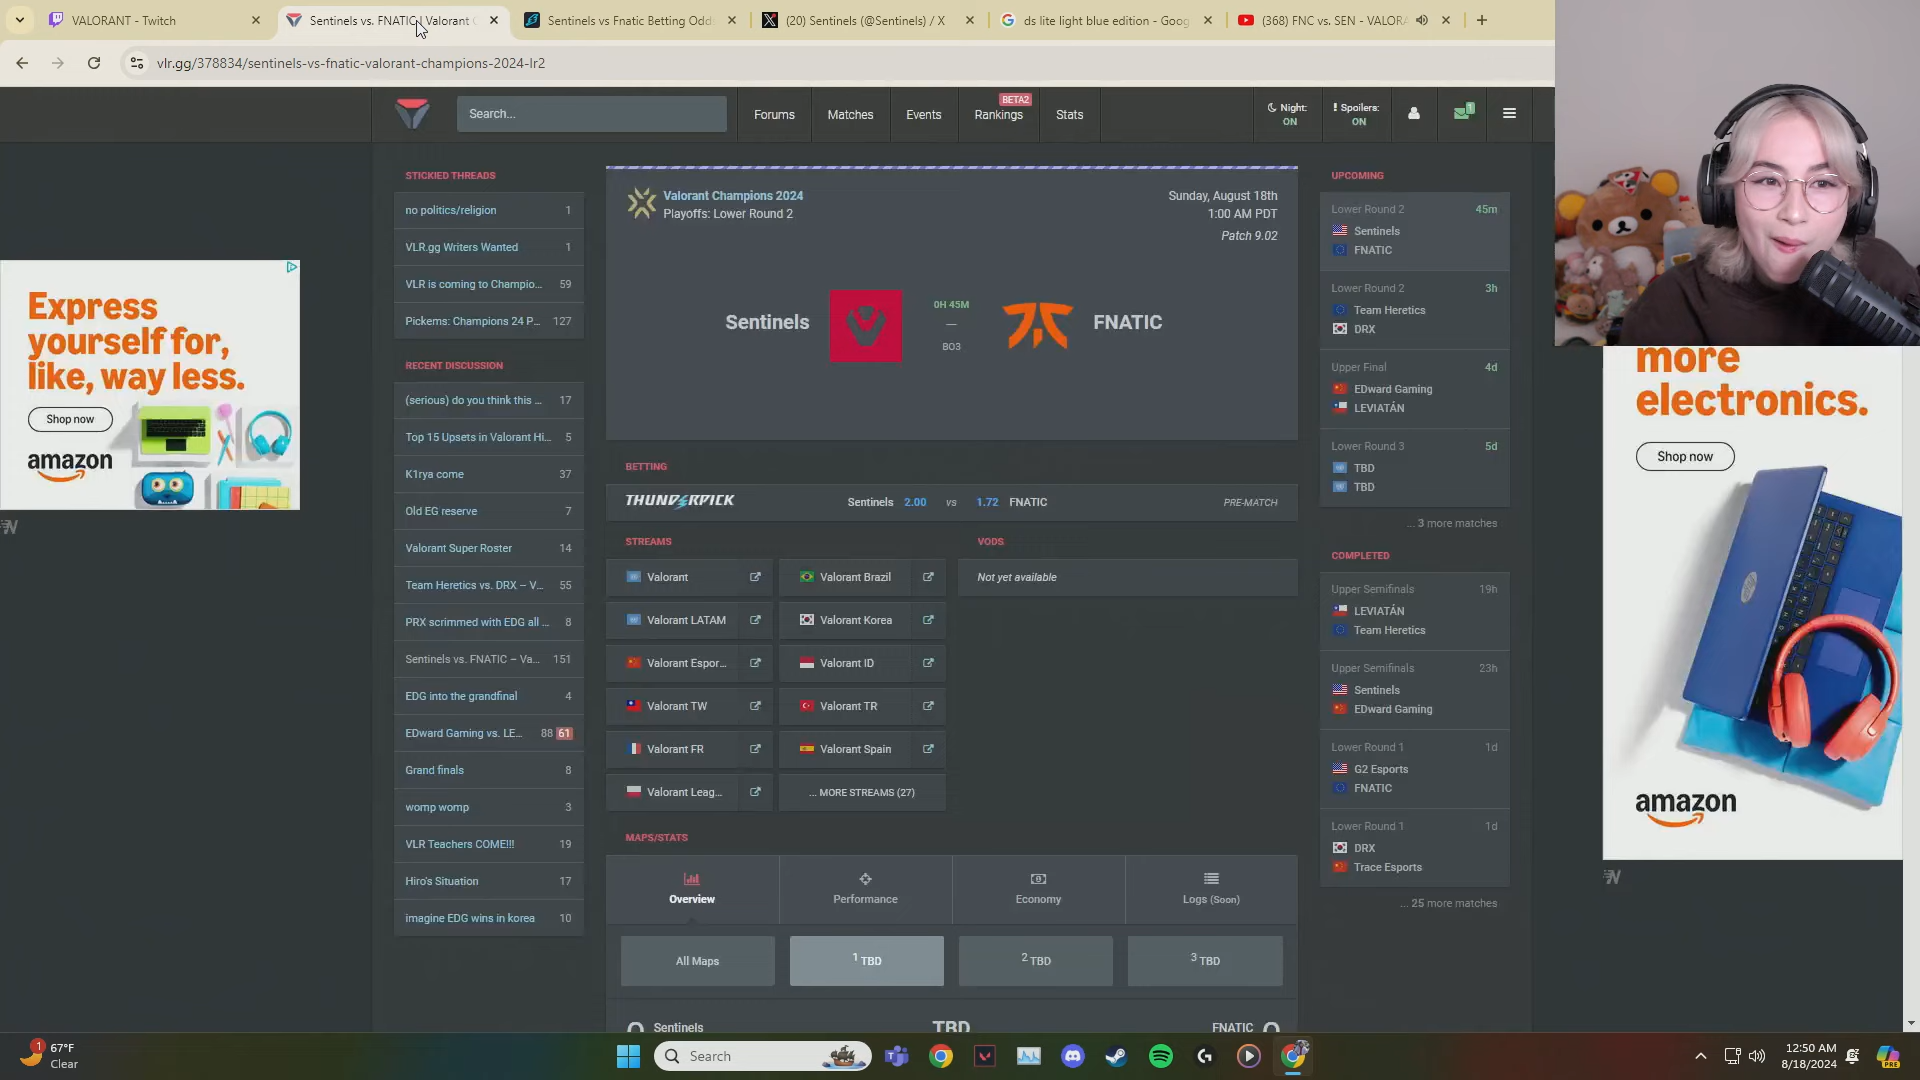 VALORANT - Twitch
Sentinels vs. FNATIC | Valorant C
Sentinels vs Fnatic Betting Odds
(20) Sentinels (@Sentinels) / X
ds lite light blue edition - Goog
(368) FNC vs. SEN - VALORA
vlr.gg/378834/sentinels-vs-fnatic-valorant-champions-2024-lr2
Search...
Forums
Matches
Events
BETA2
Rankings
Stats
Night:
ON
Spoilers:
ON
1
STICKIED THREADS
no politics/religion 1
VLR.gg Writers Wanted 1
VLR is coming to Champio... 59
Pickems: Champions 24 P... 127
RECENT DISCUSSION
(serious) do you think this ... 17
Top 15 Upsets in Valorant Hi... 5
K1rya come 37
Old EG reserve 7
Valorant Super Roster 14
Team Heretics vs. DRX – V... 55
PRX scrimmed with EDG all ... 8
Sentinels vs. FNATIC – Va... 151
EDG into the grandfinal 4
EDward Gaming vs. LE... 88 61
Grand finals 8
womp womp 3
VLR Teachers COME!!! 19
Hiro's Situation 17
imagine EDG wins in korea 10
Valorant Champions 2024
Playoffs: Lower Round 2
Sunday, August 18th
1:00 AM PDT
Patch 9.02
Sentinels
0H 45M
—
BO3
FNATIC
BETTING
THUNDERPICK
Sentinels 2.00 vs 1.72 FNATIC
PRE-MATCH
STREAMS
Valorant
Valorant Brazil
Valorant LATAM
Valorant Korea
Valorant Espor...
Valorant ID
Valorant TW
Valorant TR
Valorant FR
Valorant Spain
Valorant Leag...
... MORE STREAMS (27)
VODS
Not yet available
MAPS/STATS
Overview
Performance
Economy
Logs (Soon)
All Maps
1 TBD
2 TBD
3 TBD
0 Sentinels
TBD
FNATIC 0
UPCOMING
Lower Round 2 45m
Sentinels
FNATIC
Lower Round 2 3h
Team Heretics
DRX
Upper Final 4d
EDward Gaming
LEVIATÁN
Lower Round 3 5d
TBD
TBD
... 3 more matches
COMPLETED
Upper Semifinals 19h
LEVIATÁN
Team Heretics
Upper Semifinals 23h
Sentinels
EDward Gaming
Lower Round 1 1d
G2 Esports
FNATIC
Lower Round 1 1d
DRX
Trace Esports
... 25 more matches
Express
yourself for,
like, way less.
Shop now
amazon
more
electronics.
Shop now
amazon
1
67°F
Clear
Search
12:50 AM
8/18/2024
PRE